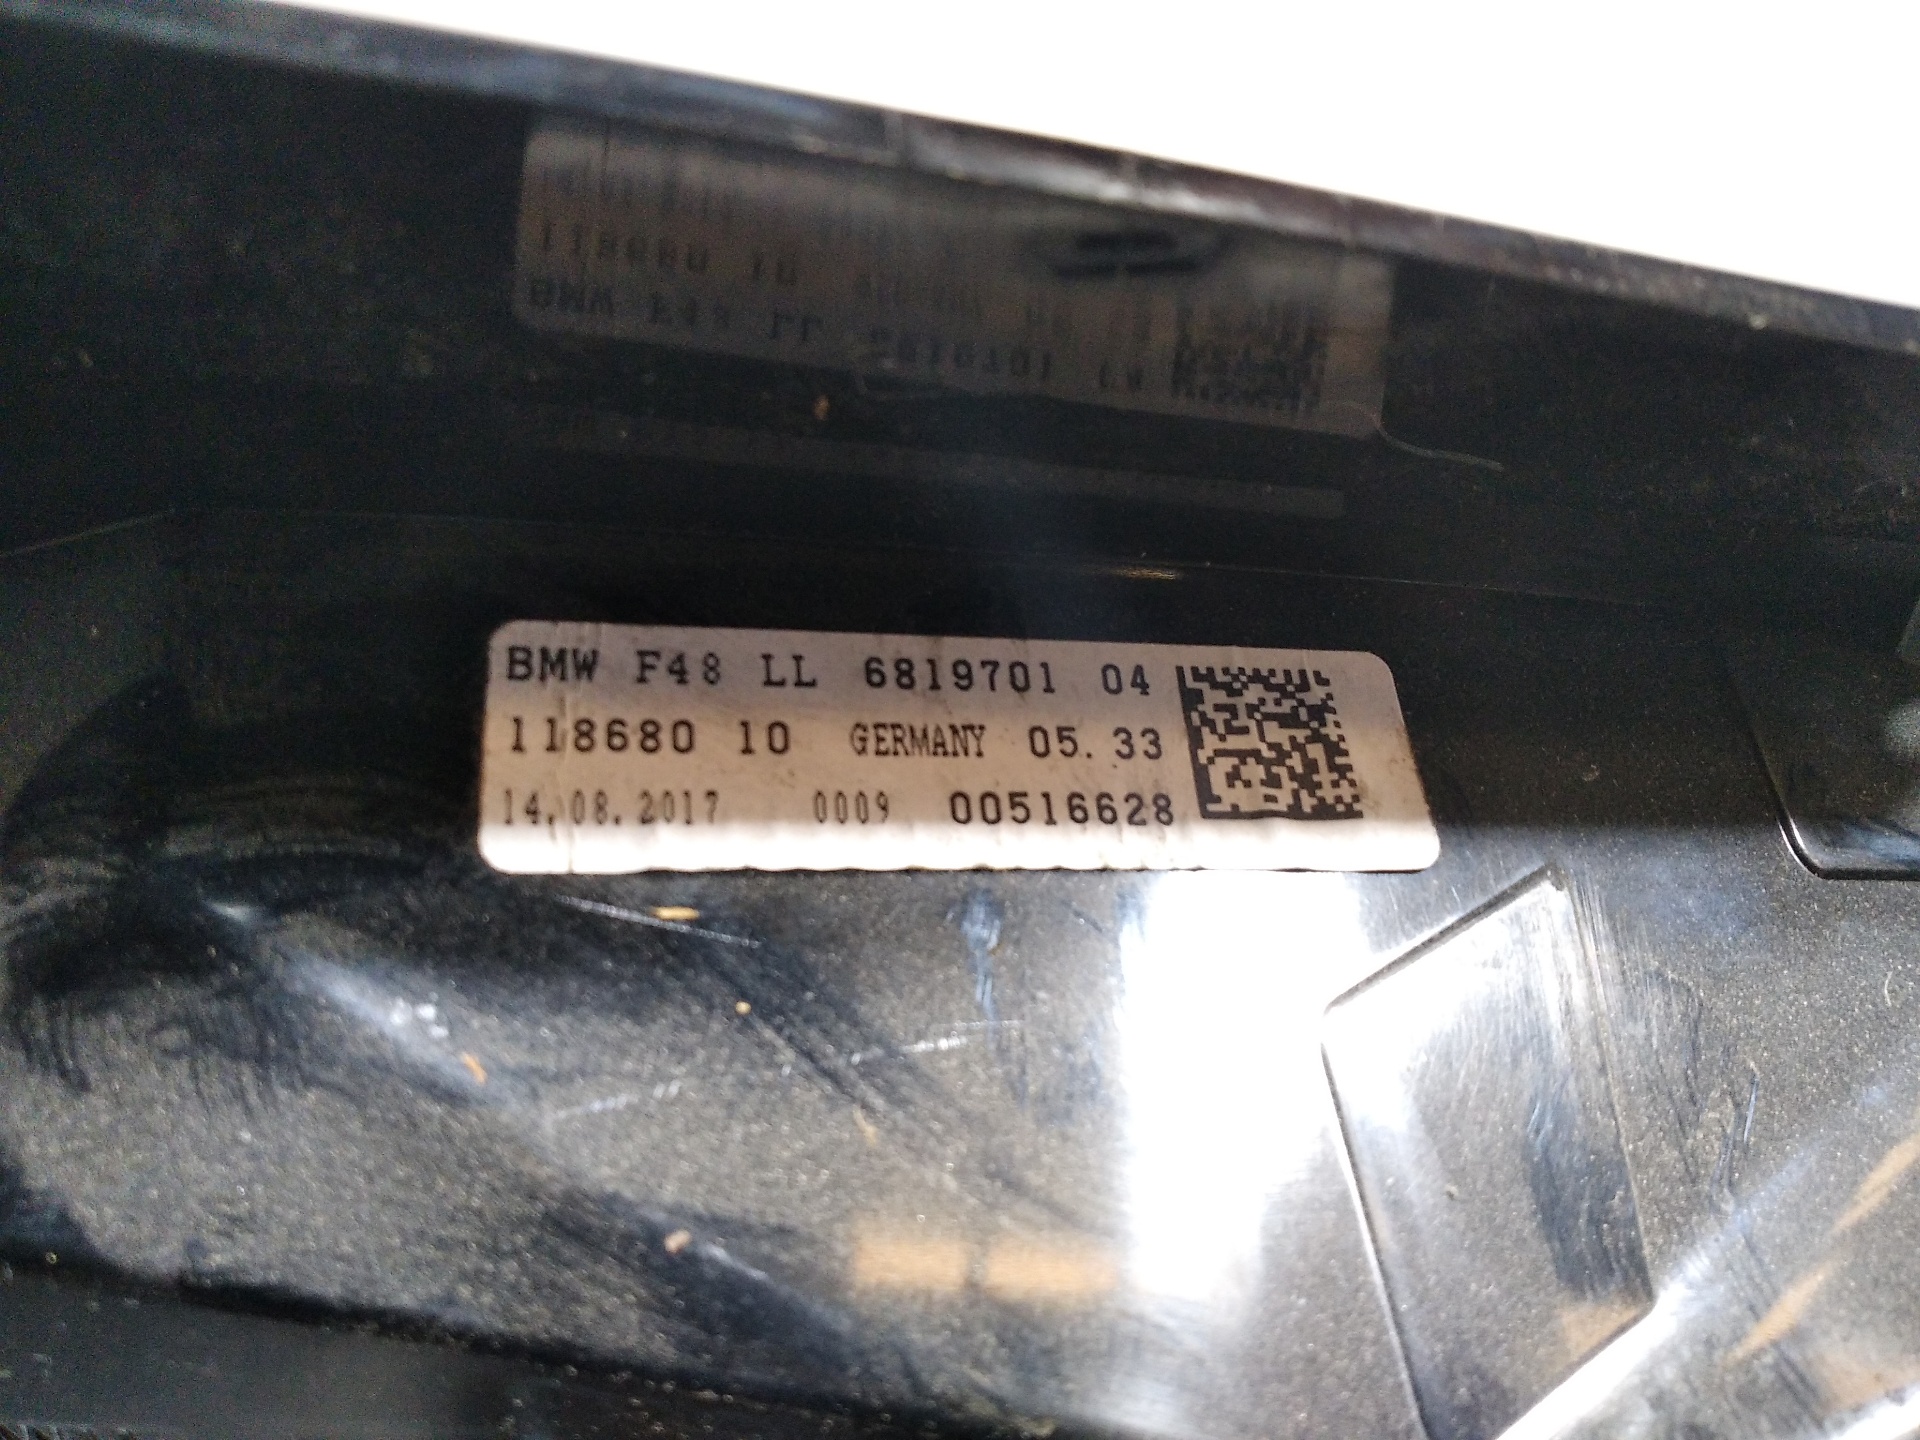 BMW F48 LL 6819701 04
118680 10 GERMANY 05.33
14.08.2017 0009 00516628